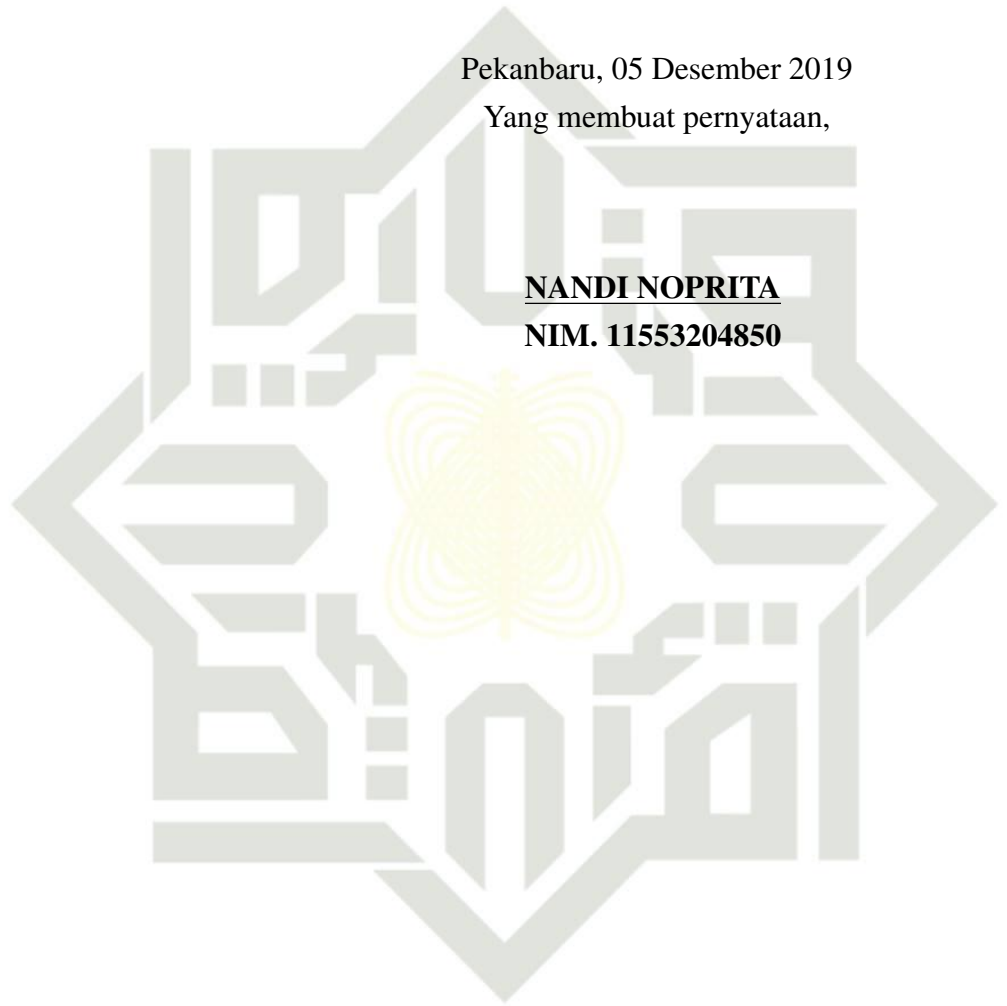 Pekanbaru, 05 Desember 2019
Yang membuat pernyataan,
NANDI NOPRITA
NIM. 11553204850